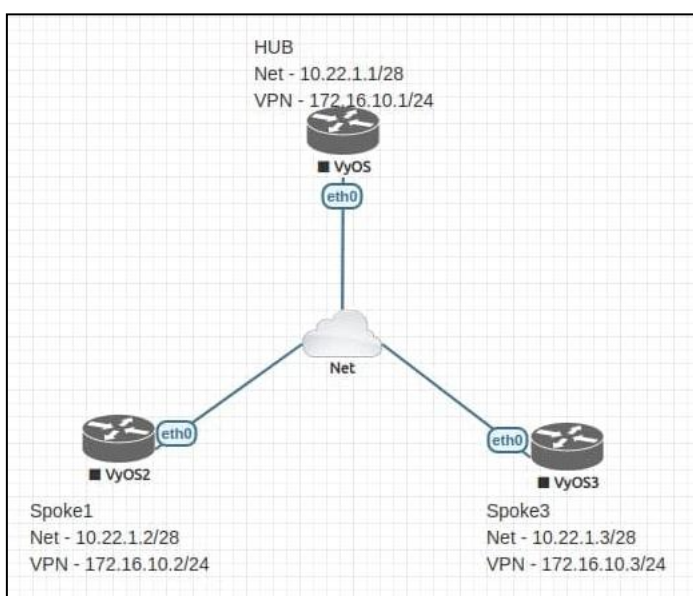 HUB
Net - 10.22.1.1/28
VPN - 172.16.10.1/24
■ VyOS
eth0
Net
eth0
eth0
■ VyOS2
■ VyOS3
Spoke1
Net - 10.22.1.2/28
VPN - 172.16.10.2/24
Spoke3
Net - 10.22.1.3/28
VPN - 172.16.10.3/24